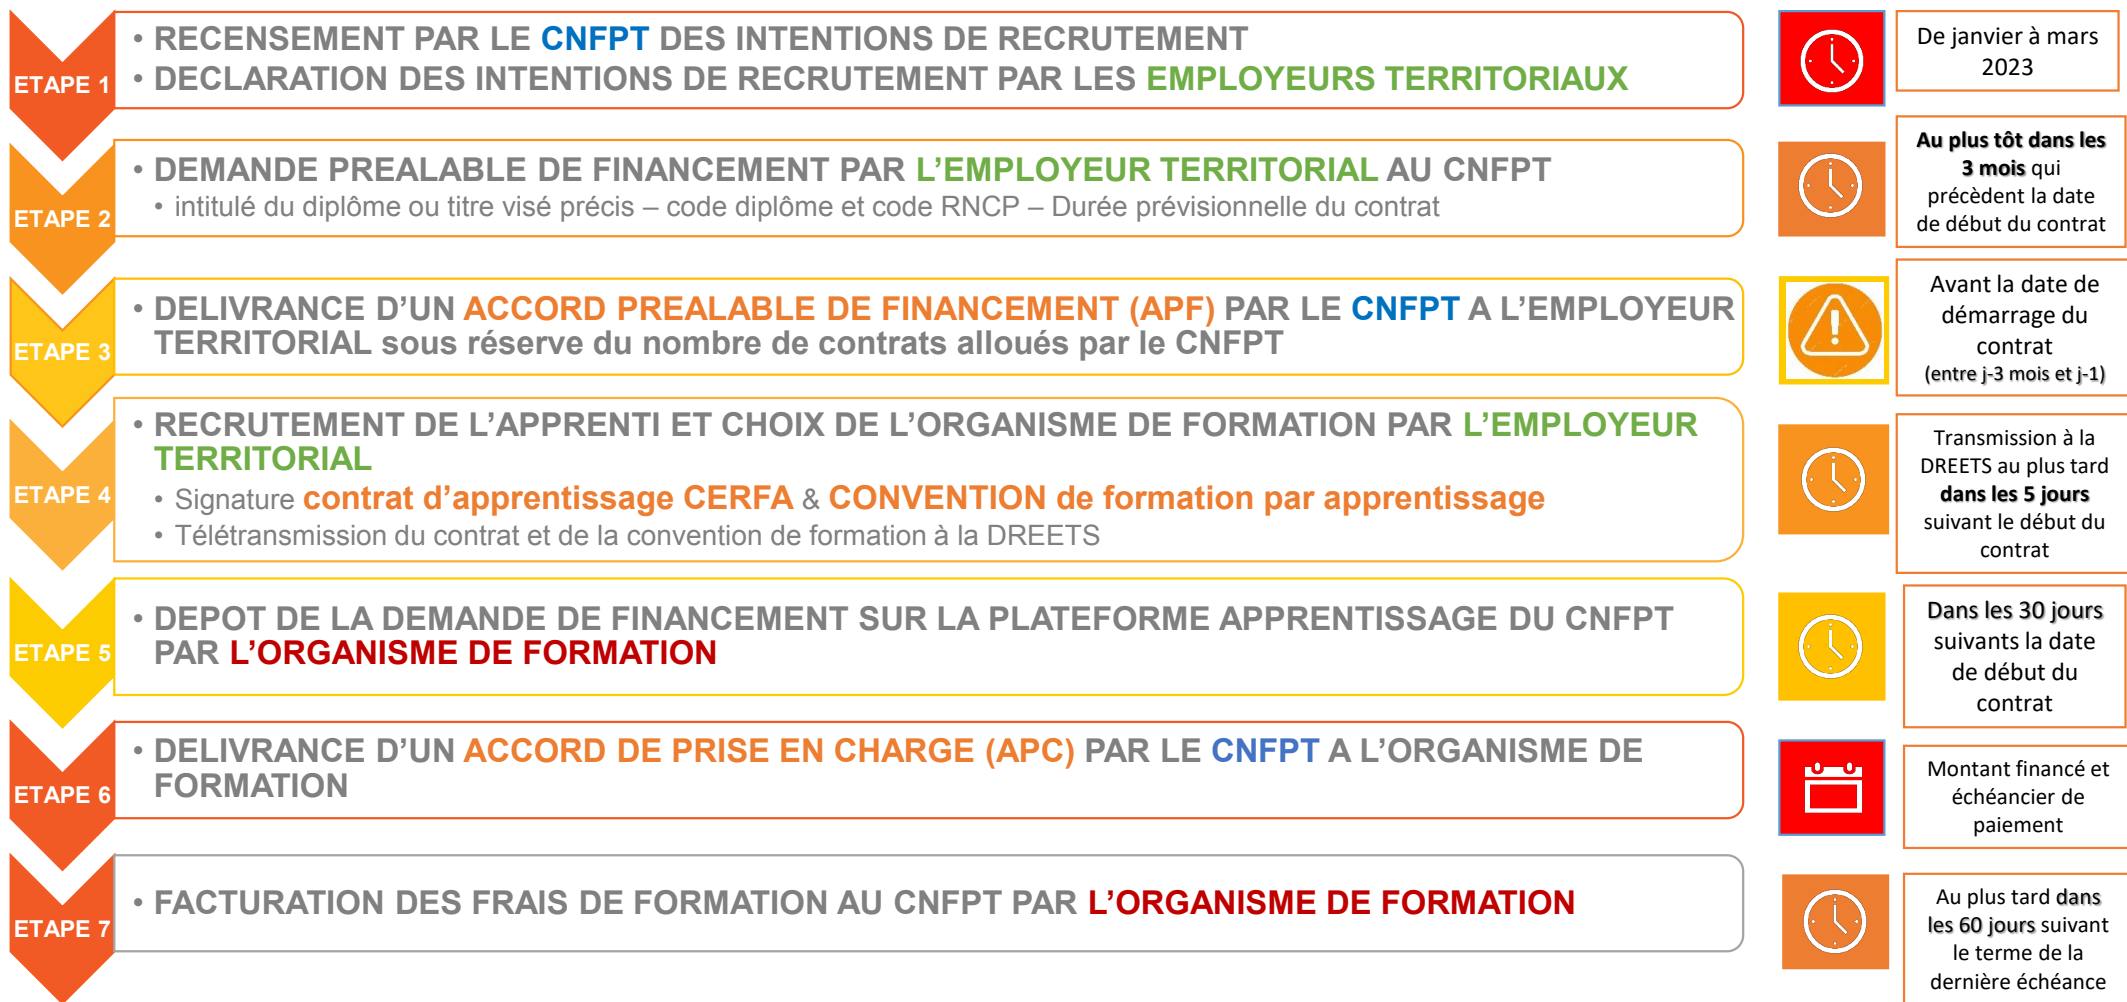 ETAPE 1
• RECENSEMENT PAR LE CNFPT DES INTENTIONS DE RECRUTEMENT
• DECLARATION DES INTENTIONS DE RECRUTEMENT PAR LES EMPLOYEURS TERRITORIAUX
De janvier à mars
2023
ETAPE 2
• DEMANDE PREALABLE DE FINANCEMENT PAR L’EMPLOYEUR TERRITORIAL AU CNFPT
• intitulé du diplôme ou titre visé précis – code diplôme et code RNCP – Durée prévisionnelle du contrat
Au plus tôt dans les
3 mois qui
précèdent la date
de début du contrat
ETAPE 3
• DELIVRANCE D’UN ACCORD PREALABLE DE FINANCEMENT (APF) PAR LE CNFPT A L’EMPLOYEUR
TERRITORIAL sous réserve du nombre de contrats alloués par le CNFPT
Avant la date de
démarrage du
contrat
(entre j-3 mois et j-1)
ETAPE 4
• RECRUTEMENT DE L’APPRENTI ET CHOIX DE L’ORGANISME DE FORMATION PAR L’EMPLOYEUR
TERRITORIAL
• Signature contrat d’apprentissage CERFA & CONVENTION de formation par apprentissage
• Télétransmission du contrat et de la convention de formation à la DREETS
Transmission à la
DREETS au plus tard
dans les 5 jours
suivant le début du
contrat
ETAPE 5
• DEPOT DE LA DEMANDE DE FINANCEMENT SUR LA PLATEFORME APPRENTISSAGE DU CNFPT
PAR L’ORGANISME DE FORMATION
Dans les 30 jours
suivants la date
de début du
contrat
ETAPE 6
• DELIVRANCE D’UN ACCORD DE PRISE EN CHARGE (APC) PAR LE CNFPT A L’ORGANISME DE
FORMATION
Montant financé et
échéancier de
paiement
ETAPE 7
• FACTURATION DES FRAIS DE FORMATION AU CNFPT PAR L’ORGANISME DE FORMATION
Au plus tard dans
les 60 jours suivant
le terme de la
dernière échéance